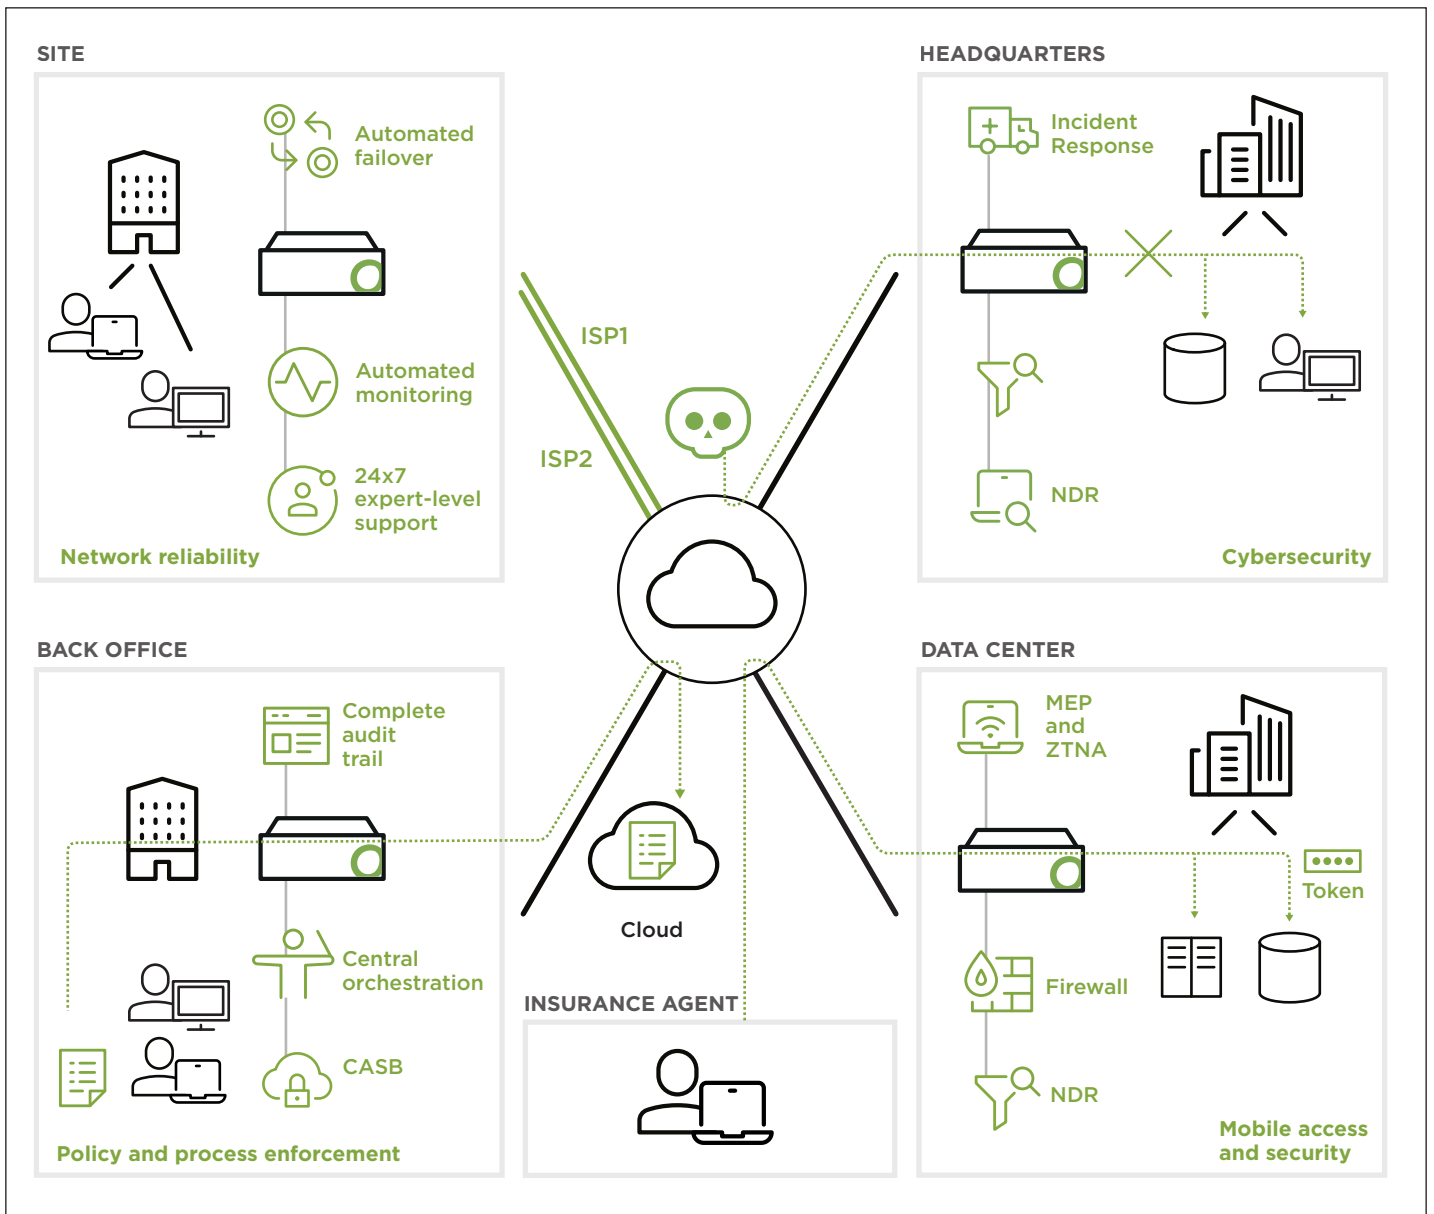 SITE
Automated
failover
Automated
monitoring
24x7
expert-level
support
Network reliability
ISP1
ISP2
HEADQUARTERS
Incident
Response
NDR
Cybersecurity
BACK OFFICE
Complete
audit
trail
Central
orchestration
CASB
Policy and process enforcement
Cloud
INSURANCE AGENT
DATA CENTER
MEP
and
ZTNA
Token
Firewall
NDR
Mobile access
and security